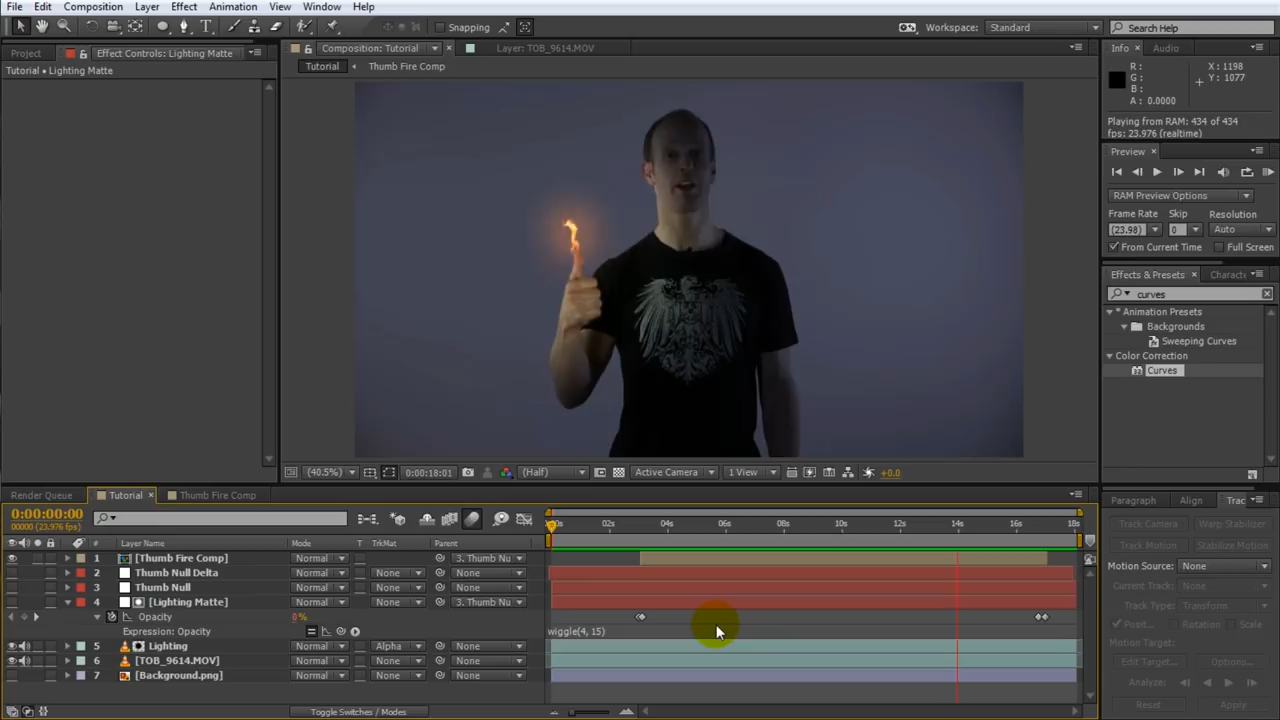 File Edit Composition Layer Effect Animation View Window Help
Snapping
Workspace: Standard
Search Help
Project Effect Controls: Lighting Matte
Tutorial • Lighting Matte
Composition: Tutorial
Layer: TOB_9614.MOV
Tutorial Thumb Fire Comp
Info Audio
R: X: 1198
G: Y: 1077
B:
A: 0.0000
Playing from RAM: 434 of 434
fps: 23.976 (realtime)
Preview
RAM Preview Options
Frame Rate Skip Resolution
(23.98) 0 Auto
From Current Time Full Screen
Effects & Presets Charact
curves
* Animation Presets
Backgrounds
Sweeping Curves
Color Correction
Curves
(40.5%) 0:00:18:01 (Half) Active Camera 1 View +0.0
Render Queue Tutorial Thumb Fire Comp
0:00:00:00
00000 (23.976 fps)
02s 04s 06s 08s 10s 12s 14s 16s 18s
# Layer Name Mode T TrkMat Parent
1 [Thumb Fire Comp] Normal 3. Thumb Nu
2 Thumb Null Delta Normal None None
3 Thumb Null Normal None None
4 [Lighting Matte] Normal None 3. Thumb Nu
Opacity 0%
Expression: Opacity wiggle(4, 15)
5 Lighting Normal Alpha None
6 [TOB_9614.MOV] Normal None None
7 [Background.png] Normal None None
Toggle Switches / Modes
Paragraph Align Trac
Track Camera Warp Stabilizer
Track Motion Stabilize Motion
Motion Source: None
Current Track: None
Track Type: Transform
Positi... Rotation Scale
Motion Target:
Edit Target... Options...
Analyze:
Reset Apply